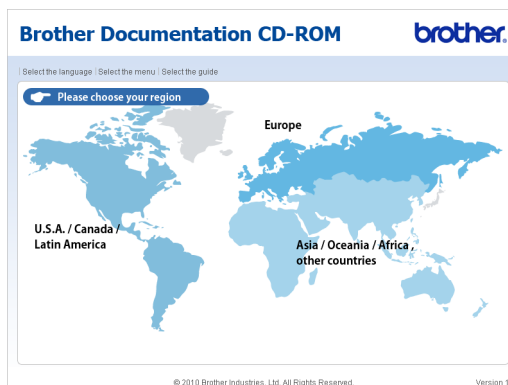 Brother Documentation CD-ROM
brother.
Select the language | Select the menu | Select the guide
Please choose your region
Europe
U.S.A. / Canada /
Latin America
Asia / Oceania / Africa ,
other countries
© 2010 Brother Industries, Ltd. All Rights Reserved.
Version 1